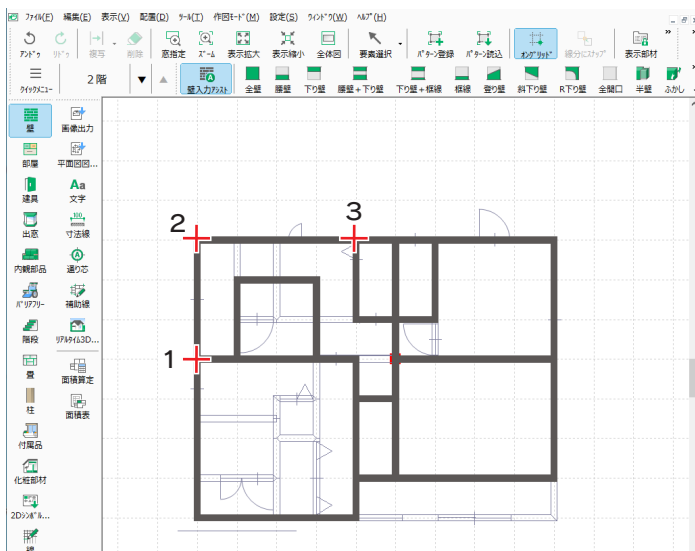 ファイル(F) 編集(E) 表示(V) 配置(D) ツール(T) 作図モード(M) 設定(S) ウィンドウ(W) ヘルプ(H)
アンドゥ リドゥ 複写 削除 窓指定 ズーム 表示拡大 表示縮小 全体図 要素選択 パターン登録 パターン読込 オングリッド 線分にスナップ 表示部材
クイックメニュー 2階 壁入力アシスト 全壁 腰壁 下り壁 腰壁+下り壁 下り壁+框線 框線 登り壁 斜下り壁 R下り壁 全開口 半壁 ふかし
壁 画像出力
部屋 平面図図...
建具 文字
Aa
出窓 寸法線
100
内観部品 通り芯
A
バリアフリー 補助線
階段 リアルタイム3D...
畳 面積算定
柱 面積表
付属品
化粧部材
2Dシンボル...
線
2
3
1